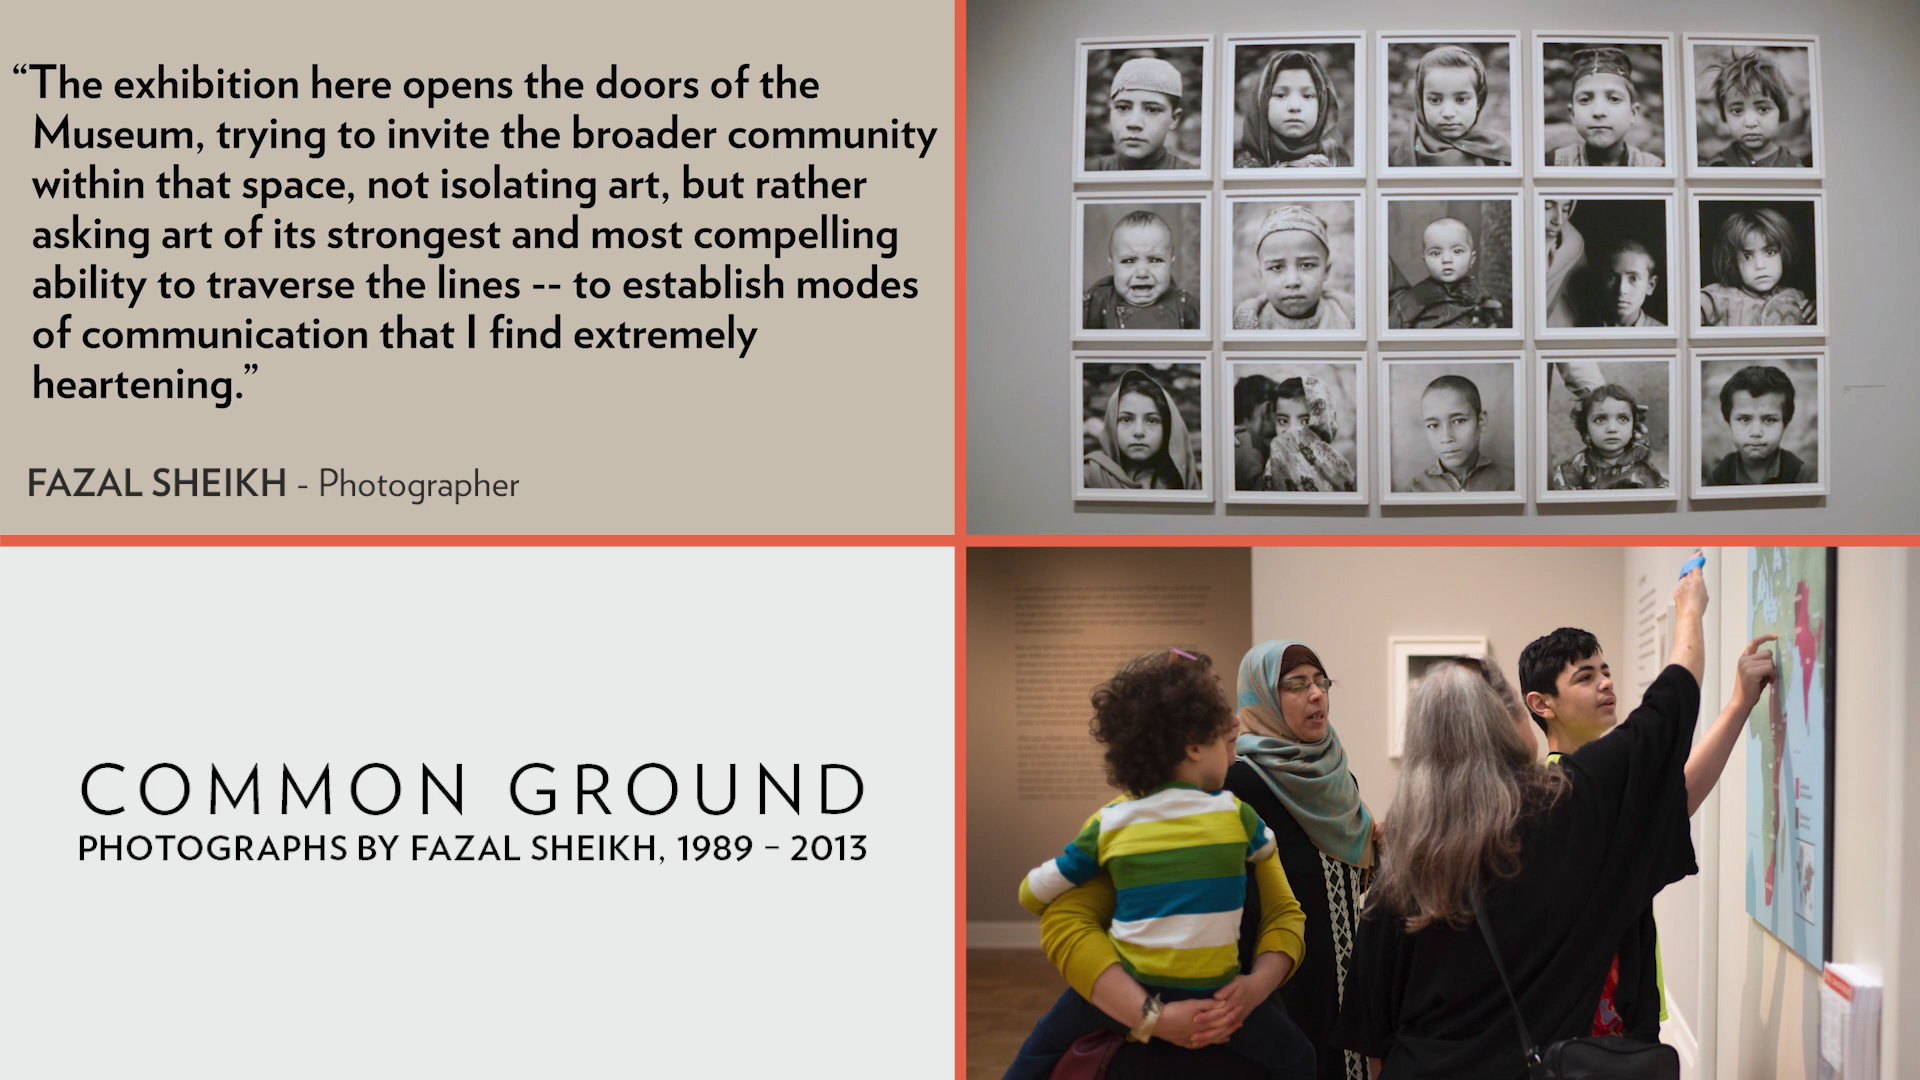 “The exhibition here opens the doors of the
Museum, trying to invite the broader community
within that space, not isolating art, but rather
asking art of its strongest and most compelling
ability to traverse the lines -- to establish modes
of communication that I find extremely
heartening.”
FAZAL SHEIKH - Photographer
COMMON GROUND
PHOTOGRAPHS BY FAZAL SHEIKH, 1989 – 2013